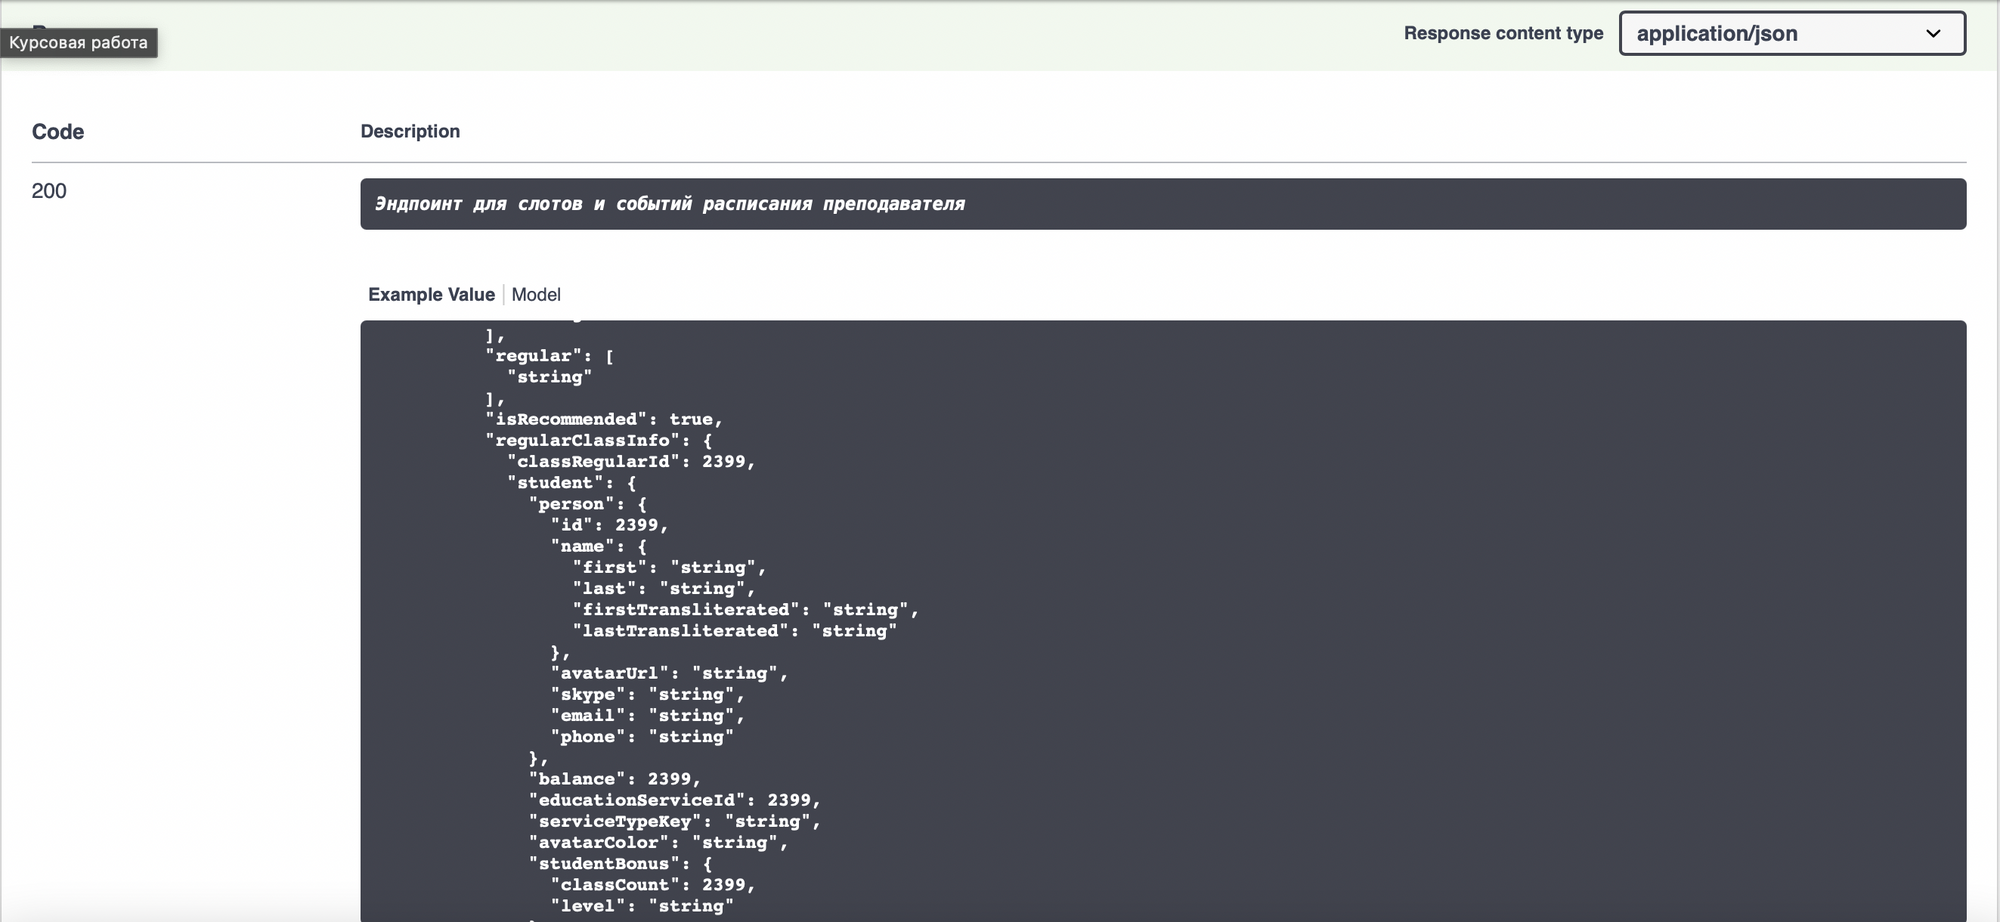 Курсовая работа
Response content type
application/json
Code
Description
200
Эндпоинт для слотов и событий расписания преподавателя
Example Value
Model
],
"regular": [
"string"
],
"isRecommended": true,
"regularClassInfo": {
"classRegularId": 2399,
"student": {
"person": {
"id": 2399,
"name": {
"first": "string",
"last": "string",
"firstTransliterated": "string",
"lastTransliterated": "string"
},
"avatarUrl": "string",
"skype": "string",
"email": "string",
"phone": "string"
},
"balance": 2399,
"educationServiceId": 2399,
"serviceTypeKey": "string",
"avatarColor": "string",
"studentBonus": {
"classCount": 2399,
"level": "string"